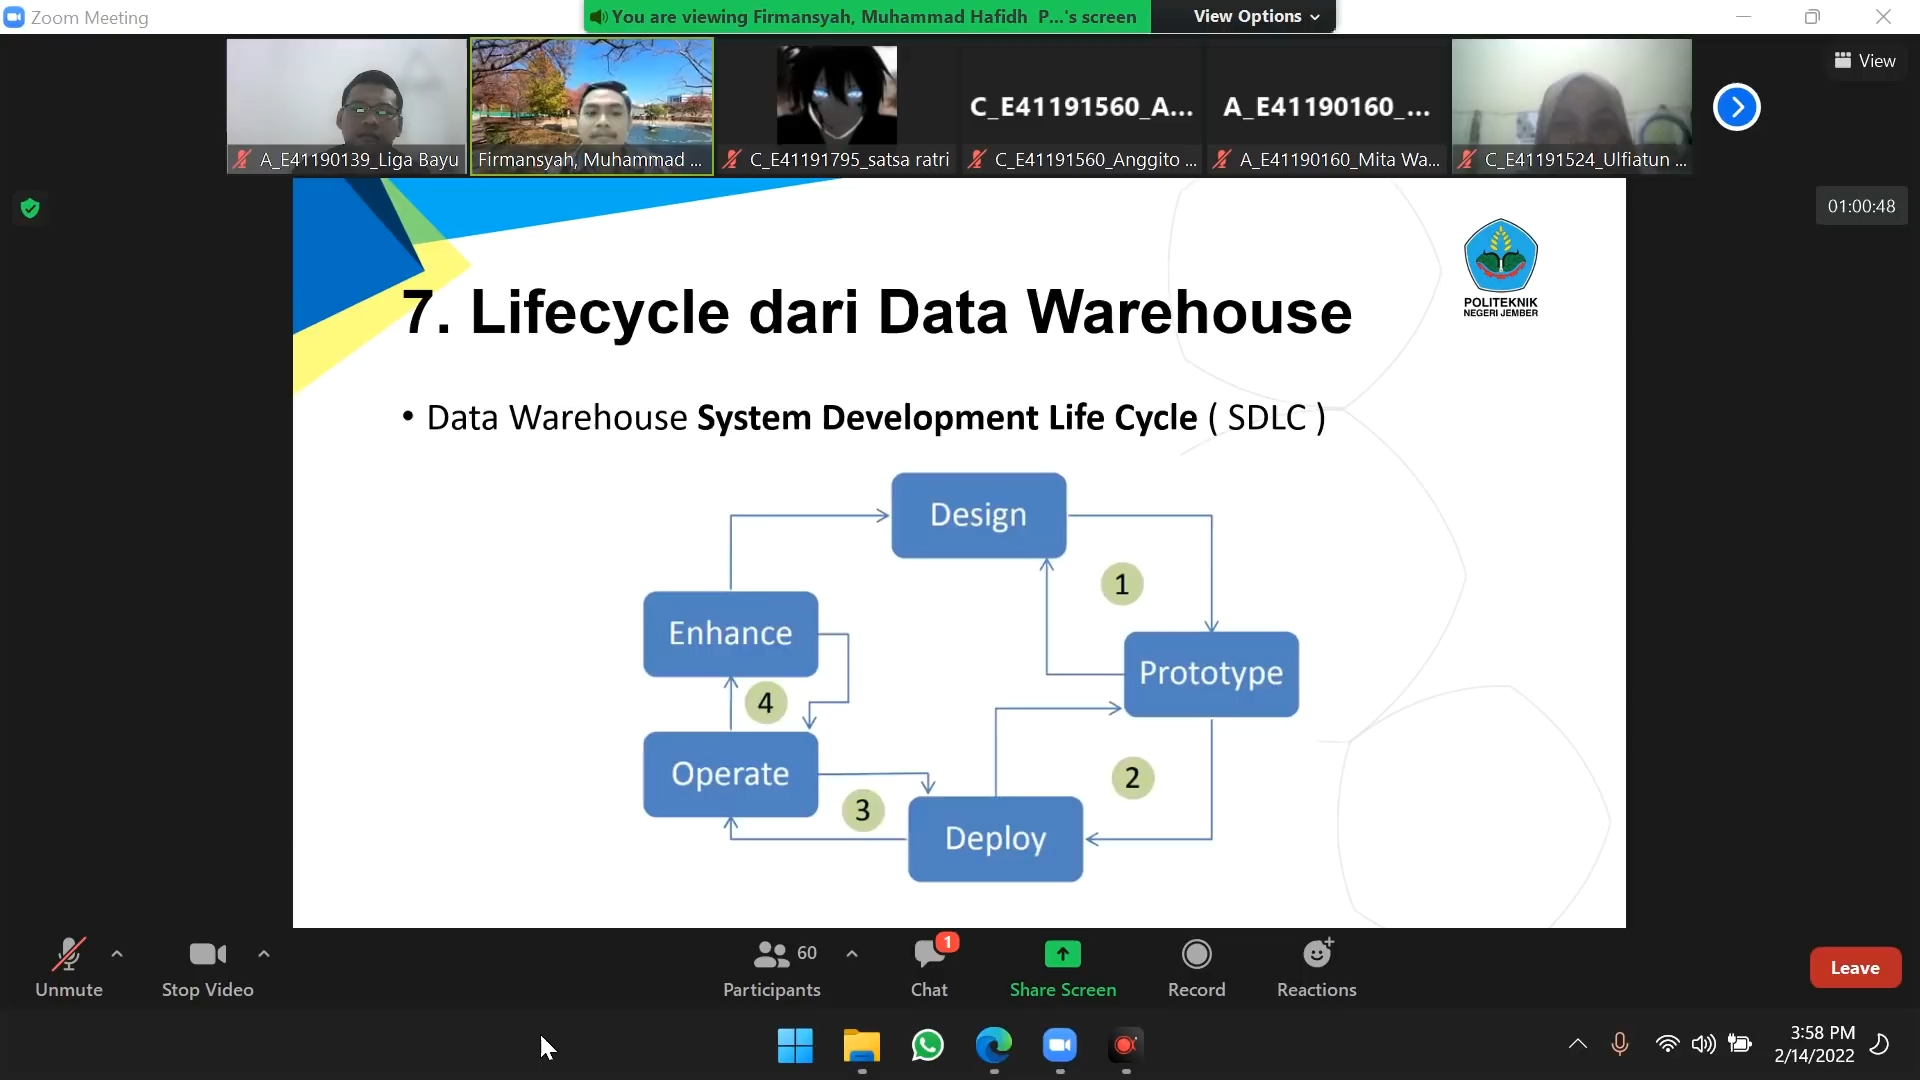 Zoom Meeting
You are viewing Firmansyah, Muhammad Hafidh P...'s screen
View Options
View
A_E41190139_Liga Bayu
Firmansyah, Muhammad ...
C_E41191795_satsa ratri
C_E41191560_A...
C_E41191560_Anggito ...
A_E41190160_...
A_E41190160_Mita Wa...
C_E41191524_Ulfiatun ...
01:00:48
POLITEKNIK
NEGERI JEMBER
7. Lifecycle dari Data Warehouse
• Data Warehouse System Development Life Cycle ( SDLC )
Design
1
Enhance
Prototype
4
Operate
2
3
Deploy
Unmute
Stop Video
60
Participants
1
Chat
Share Screen
Record
Reactions
Leave
3:58 PM
2/14/2022